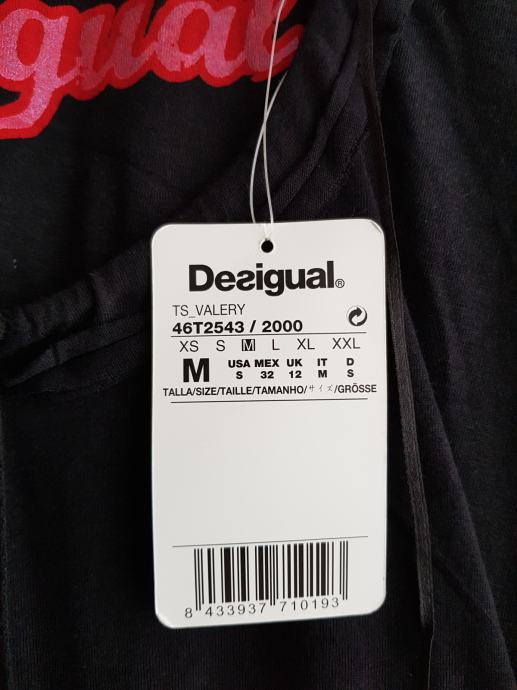 gual
Desigual®
TS_VALERY
46T2543 / 2000
XS S M L XL XXL
M USA MEX UK IT D
S 32 12 M S
TALLA/SIZE/TAILLE/TAMANHO/サイズ/GRÖSSE
8 433937 710193